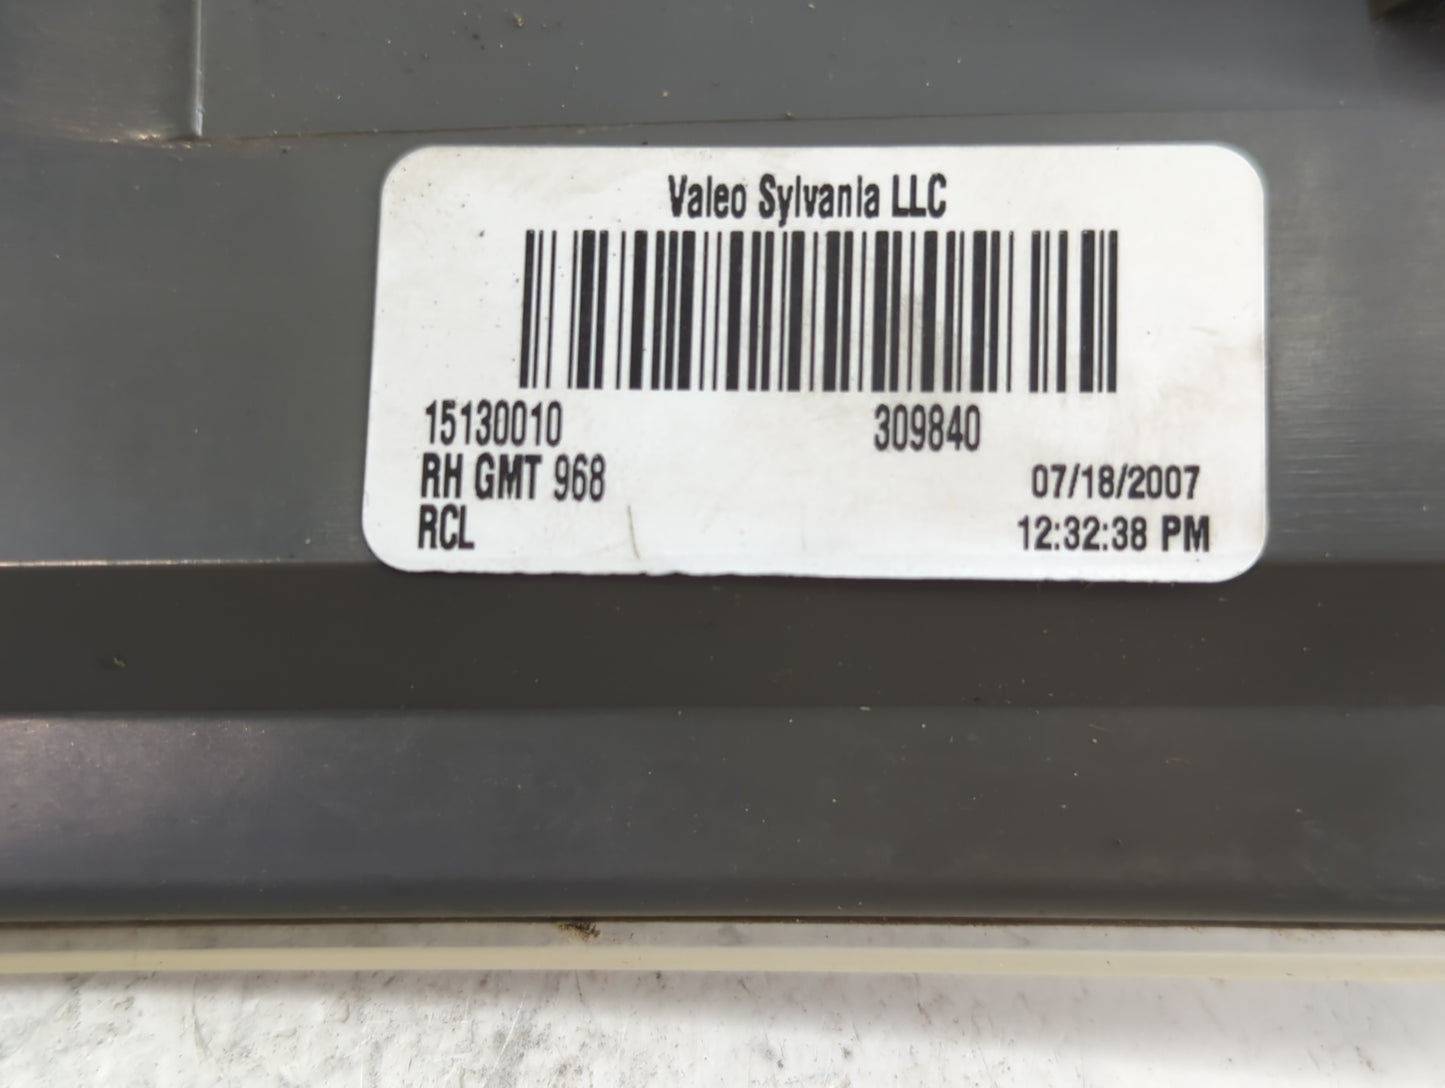 Valeo Sylvania LLC
15130010 309840
RH GMT 968 07/18/2007
RCL 12:32:38 PM